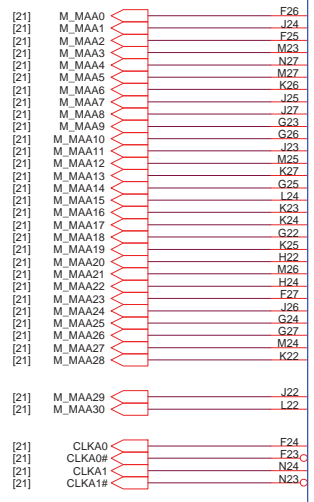 [21] M_MAA0 F26
[21] M_MAA1 J24
[21] M_MAA2 F25
[21] M_MAA3 M23
[21] M_MAA4 N27
[21] M_MAA5 M27
[21] M_MAA6 K26
[21] M_MAA7 J25
[21] M_MAA8 J27
[21] M_MAA9 G23
[21] M_MAA10 G26
[21] M_MAA11 J23
[21] M_MAA12 M25
[21] M_MAA13 K27
[21] M_MAA14 G25
[21] M_MAA15 L24
[21] M_MAA16 K23
[21] M_MAA17 K24
[21] M_MAA18 G22
[21] M_MAA19 K25
[21] M_MAA20 H22
[21] M_MAA21 M26
[21] M_MAA22 H24
[21] M_MAA23 F27
[21] M_MAA24 J26
[21] M_MAA25 G24
[21] M_MAA26 G27
[21] M_MAA27 M24
[21] M_MAA28 K22
[21] M_MAA29 J22
[21] M_MAA30 L22
[21] CLKA0 F24
[21] CLKA0# F23
[21] CLKA1 N24
[21] CLKA1# N23